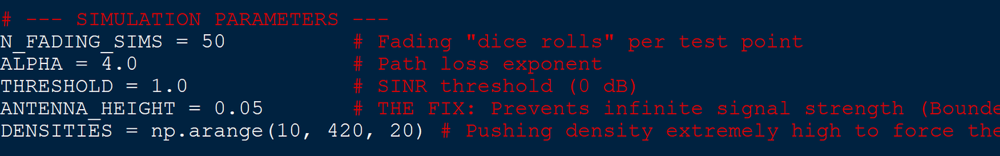 # --- SIMULATION PARAMETERS ---
N_FADING_SIMS = 50 # Fading "dice rolls" per test point
ALPHA = 4.0 # Path loss exponent
THRESHOLD = 1.0 # SINR threshold (0 dB)
ANTENNA_HEIGHT = 0.05 # THE FIX: Prevents infinite signal strength (Bounde
DENSITIES = np.arange(10, 420, 20) # Pushing density extremely high to force the